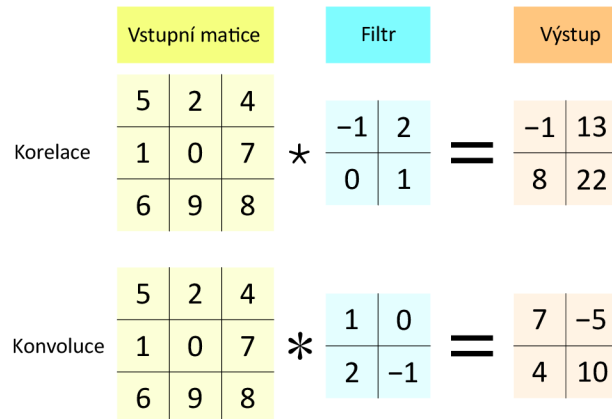 Vstupní matice Filtr Výstup
5 2 4
−1 2 −1 13
Korelace 1 0 7 ⋆ =
0 1 8 22
6 9 8
5 2 4
1 0 7 −5
Konvoluce 1 0 7 * =
2 −1 4 10
6 9 8